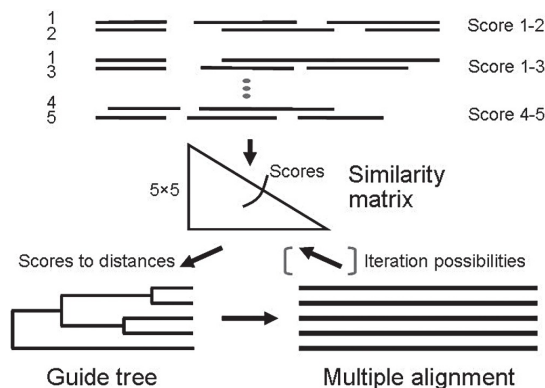 1
2
Score 1-2
1
3
Score 1-3
4
5
Score 4-5
5×5
Scores
Similarity
matrix
Scores to distances
Iteration possibilities
Guide tree
Multiple alignment